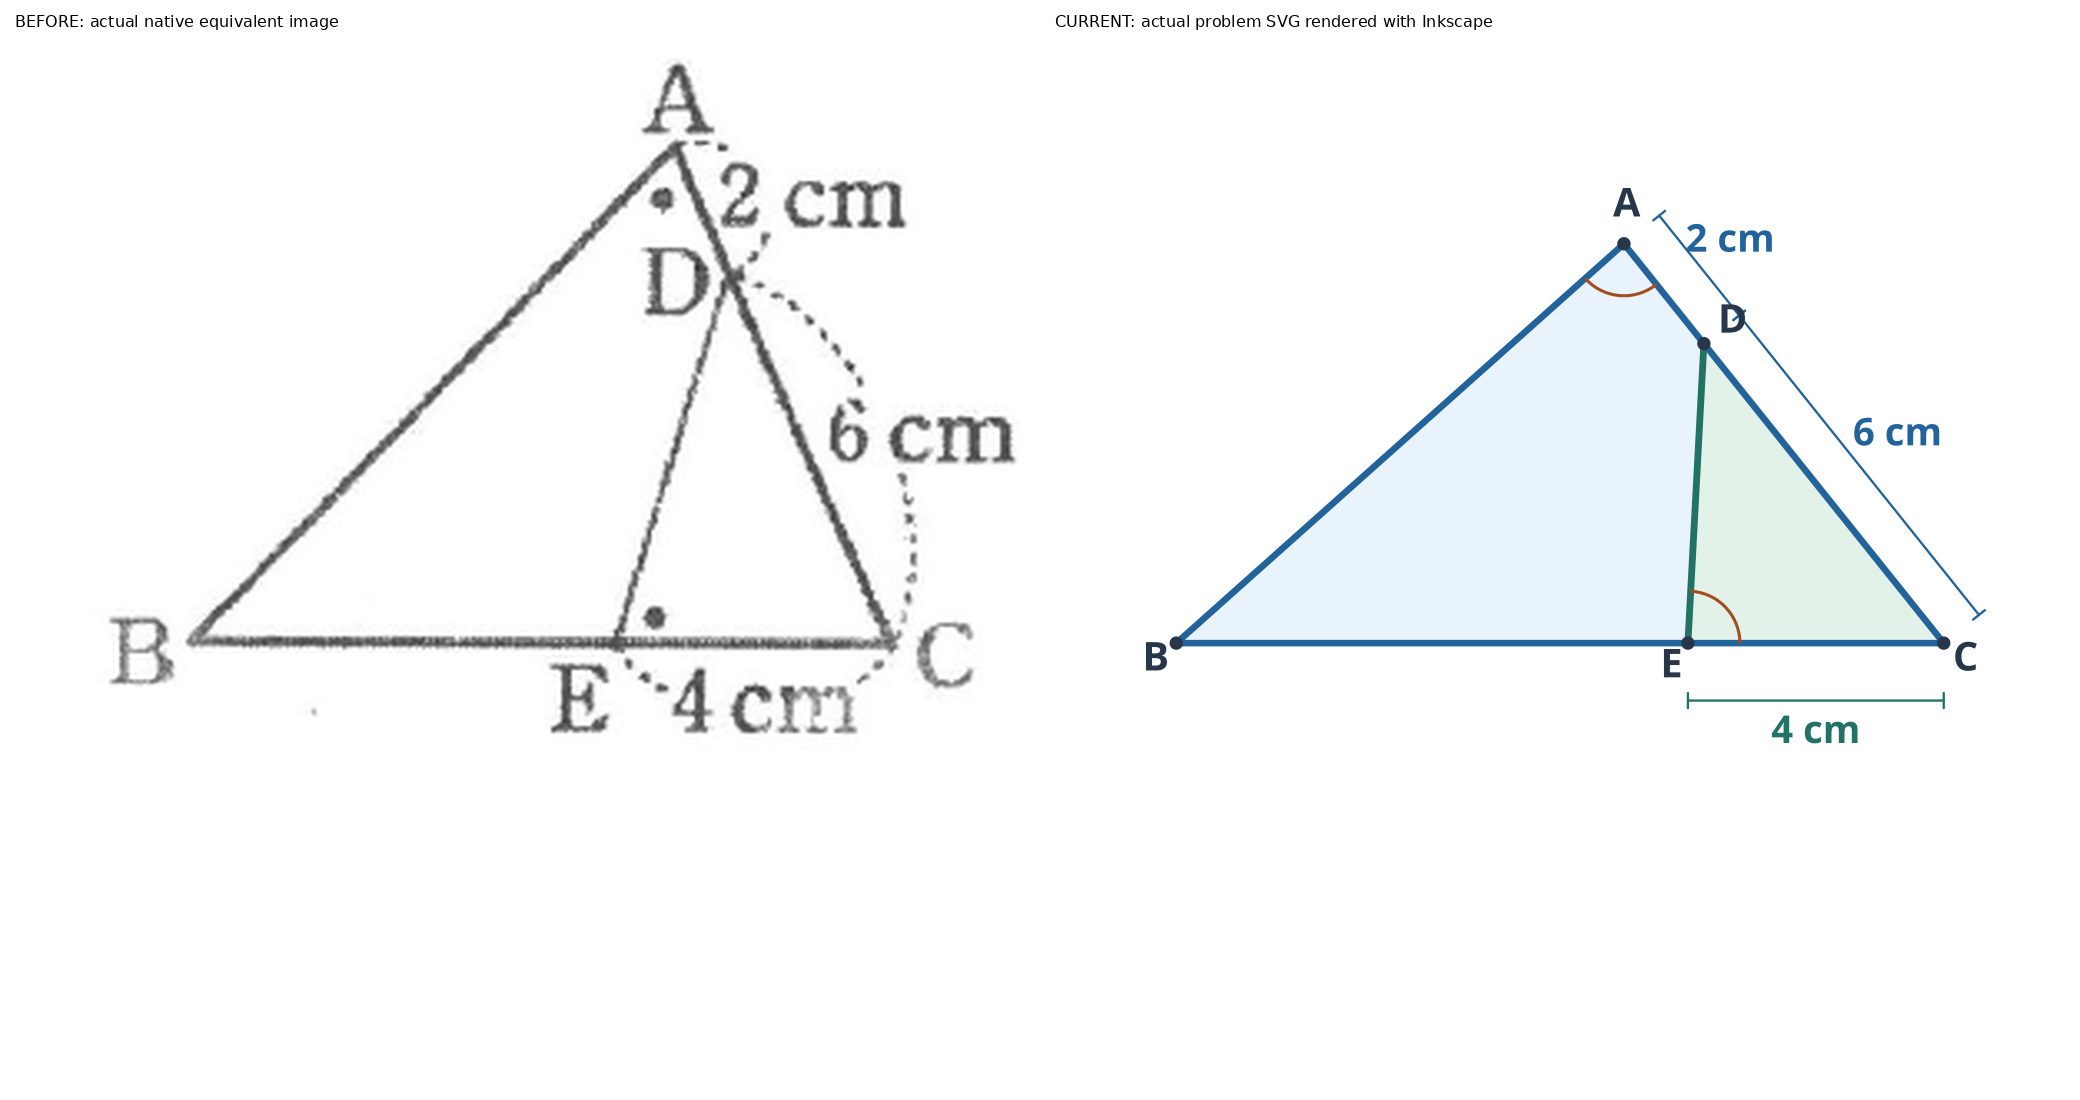 BEFORE: actual native equivalent image
A
2 cm
D
6 cm
B
C
E
4 cm
CURRENT: actual problem SVG rendered with Inkscape
A
2 cm
D
6 cm
B
E
C
4 cm